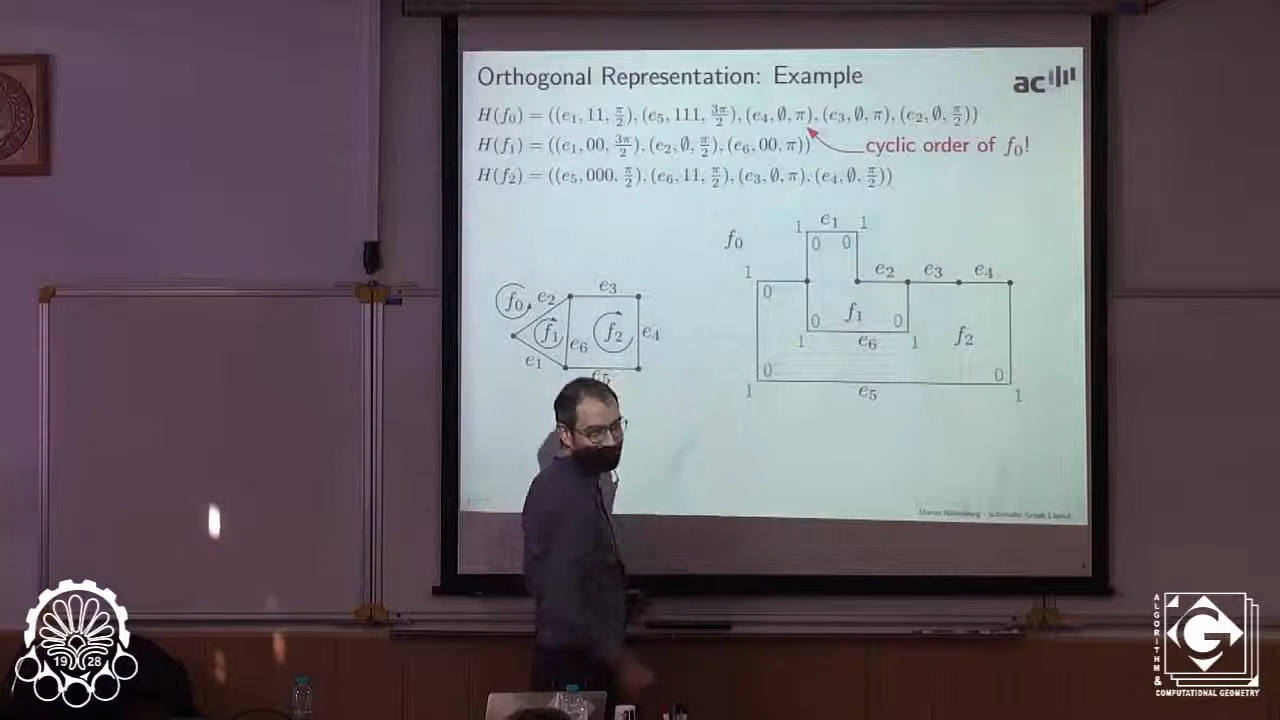 Orthogonal Representation: Example
ac
H(f₀) = ((e₁, 11, π/2), (e₅, 111, 3π/2), (e₄, ∅, π), (e₃, ∅, π), (e₂, ∅, π/2))
H(f₁) = ((e₁, 00, 3π/2), (e₂, ∅, π/2), (e₆, 00, π))
cyclic order of f₀!
H(f₂) = ((e₅, 000, π/2), (e₆, 11, π/2), (e₃, ∅, π), (e₄, ∅, π/2))
f₀ e₂ e₃
f₁ e₆ f₂ e₄
e₁
e₅
1 e₁ 1
f₀ 0 0
1 e₂ e₃ e₄
0
0 f₁ 0 f₂
1 e₆ 1
0 0
1 e₅ 1
19 28
ALGORITHM &
G
COMPUTATIONAL GEOMETRY